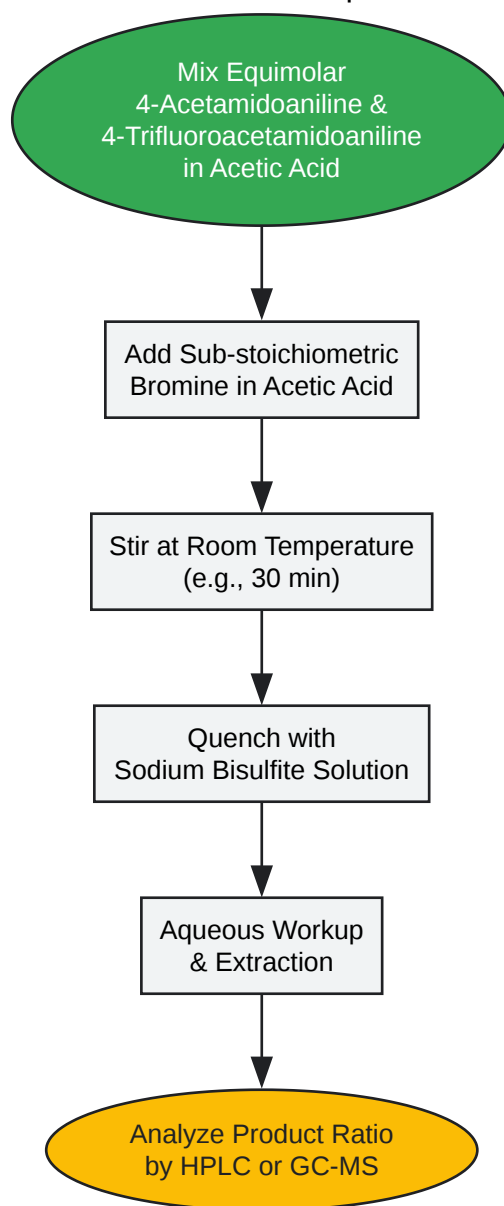 Mix Equimolar
4-Acetamidoaniline &
4-Trifluoroacetamidoaniline
in Acetic Acid
Add Sub-stoichiometric
Bromine in Acetic Acid
Stir at Room Temperature
(e.g., 30 min)
Quench with
Sodium Bisulfite Solution
Aqueous Workup
& Extraction
Analyze Product Ratio
by HPLC or GC-MS